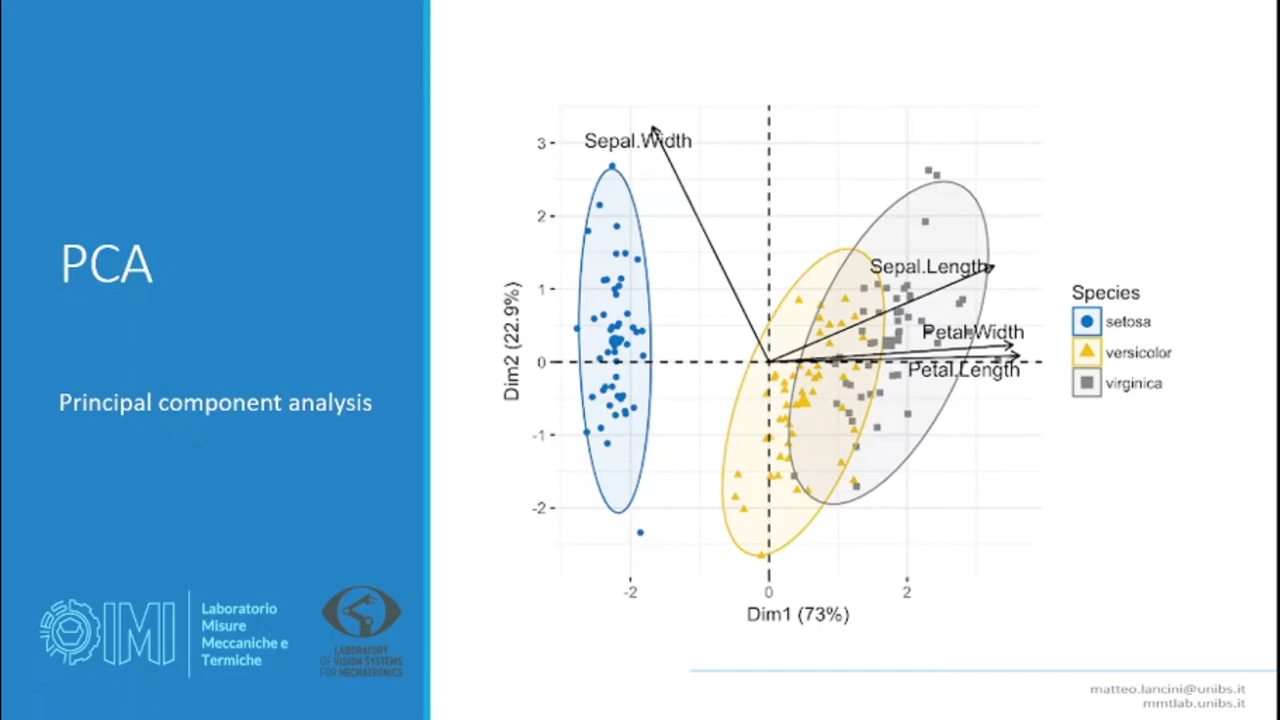 PCA
Principal component analysis
IMI
Laboratorio
Misure
Meccaniche e
Termiche
LABORATORY
OF VISION SYSTEMS
FOR MECHATRONICS
Sepal.Width
Sepal.Length
Petal.Width
Petal.Length
3
2
1
0
-1
-2
Dim2 (22.9%)
-2
0
2
Dim1 (73%)
Species
setosa
versicolor
virginica
matteo.lancini@unibs.it
mmtlab.unibs.it